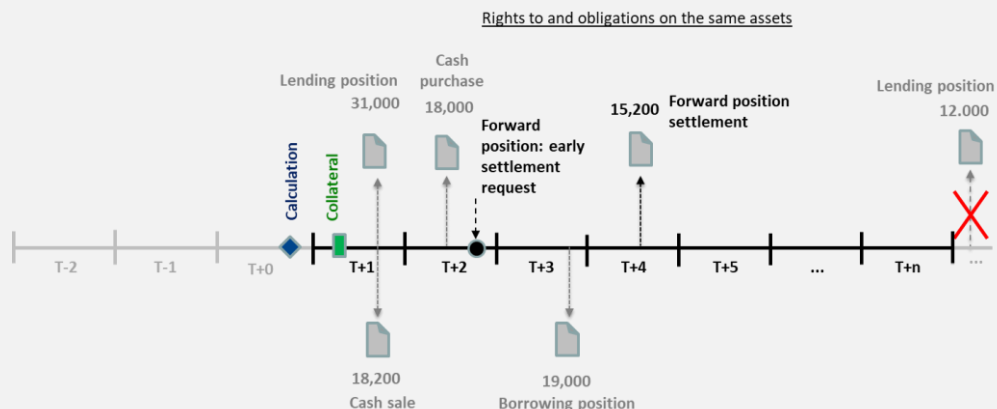 Rights to and obligations on the same assets
Cash
purchase
18,000
Lending position
31,000
Lending position
12.000
15,200
Forward position
settlement
Forward
position: early
settlement
request
Calculation
Collateral
T-2
T-1
T+0
T+1
T+2
T+3
T+4
T+5
...
T+n
...
18,200
Cash sale
19,000
Borrowing position